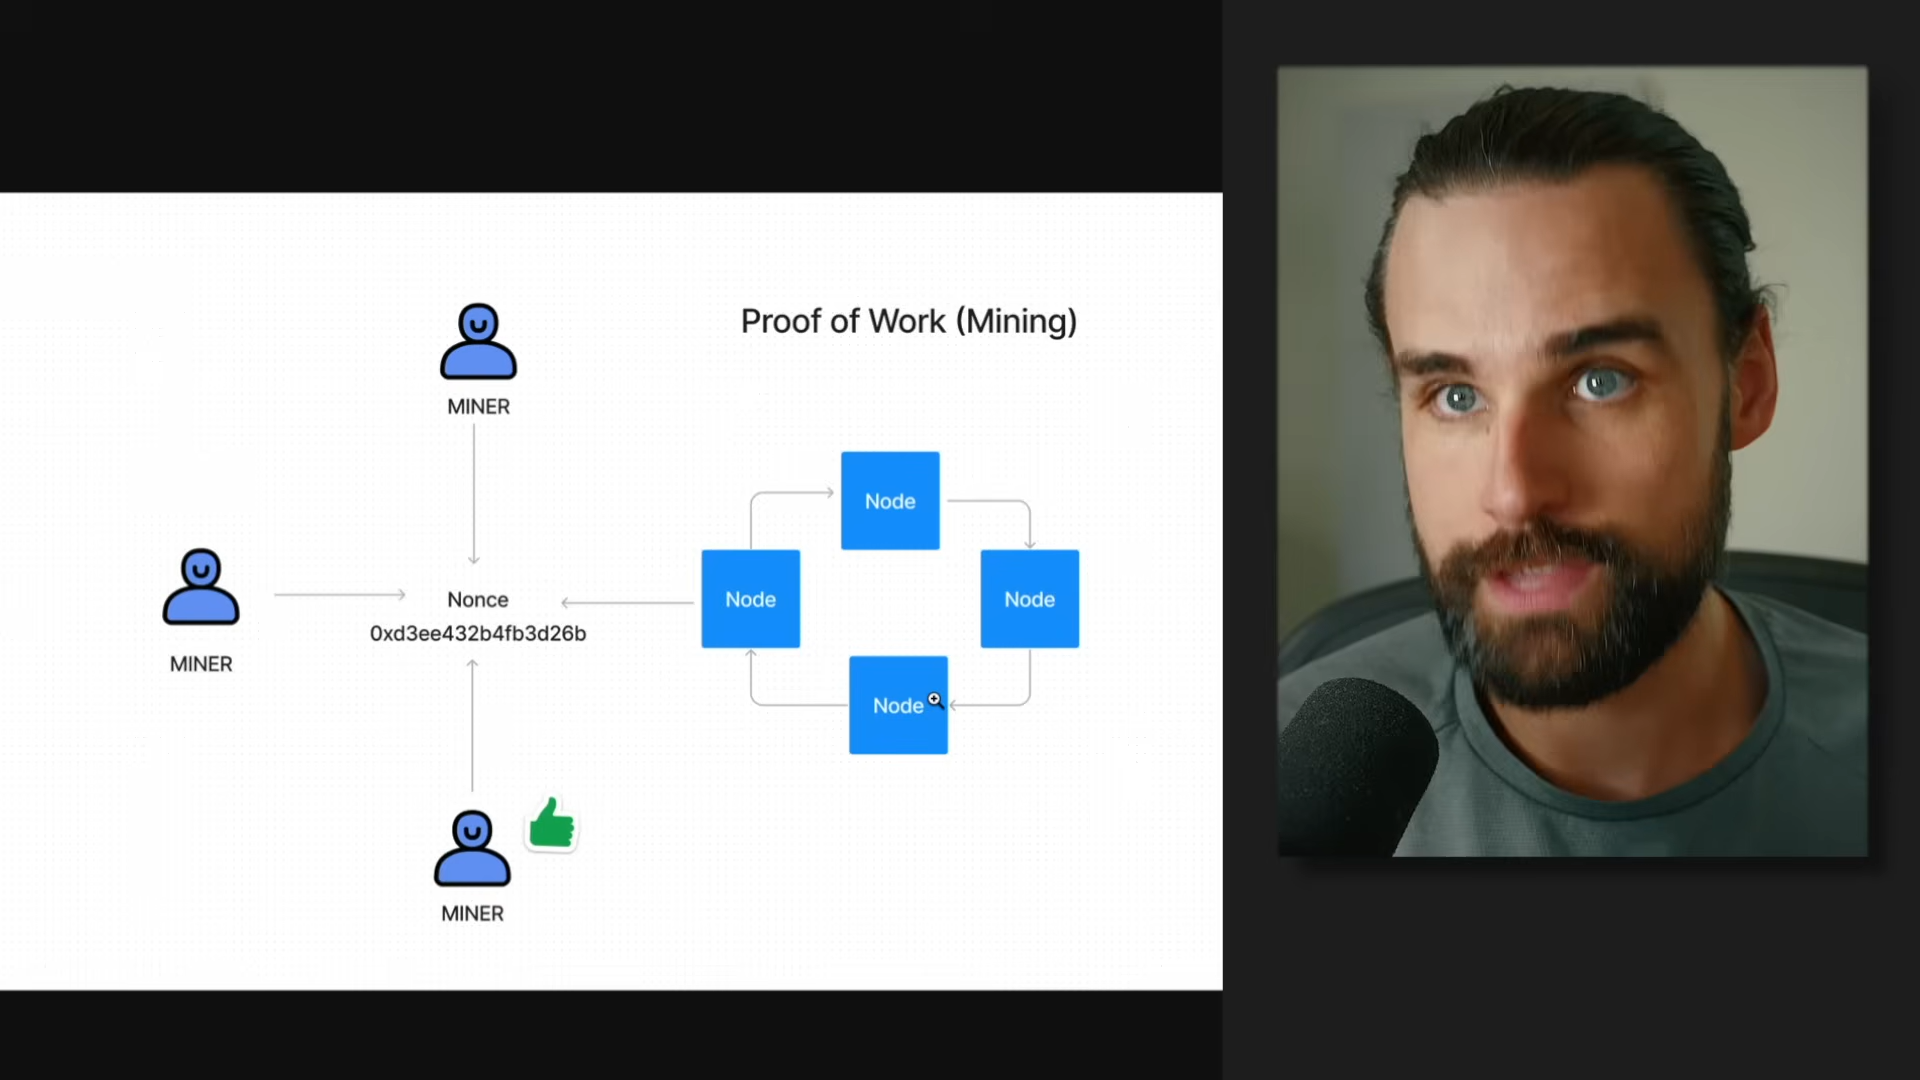 Proof of Work (Mining)
MINER
MINER
Nonce
0xd3ee432b4fb3d26b
MINER
Node
Node
Node
Node